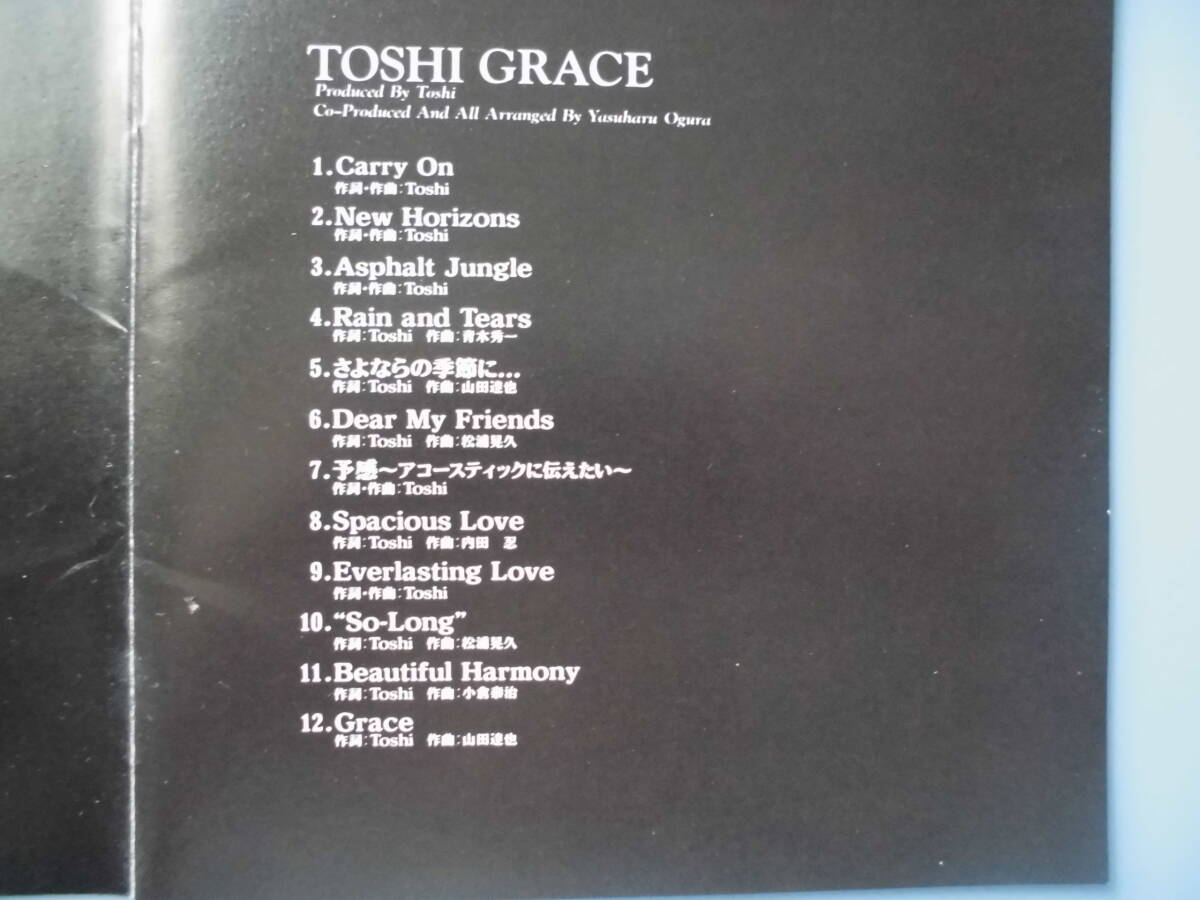 TOSHI GRACE
Produced By Toshi
Co-Produced And All Arranged By Yasuharu Ogura
1.Carry On
作詞・作曲:Toshi
2.New Horizons
作詞・作曲:Toshi
3.Asphalt Jungle
作詞・作曲:Toshi
4.Rain and Tears
作詞:Toshi 作曲:青木秀一
5.さよならの季節に...
作詞:Toshi 作曲:山田達也
6.Dear My Friends
作詞:Toshi 作曲:松浦晃久
7.予感〜アコースティックに伝えたい〜
作詞・作曲:Toshi
8.Spacious Love
作詞:Toshi 作曲:内田 忍
9.Everlasting Love
作詞・作曲:Toshi
10.“So-Long”
作詞:Toshi 作曲:松浦晃久
11.Beautiful Harmony
作詞:Toshi 作曲:小倉泰治
12.Grace
作詞:Toshi 作曲:山田達也